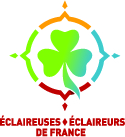 ÉCLAIREUSES ♦ ÉCLAIREURS
DE FRANCE